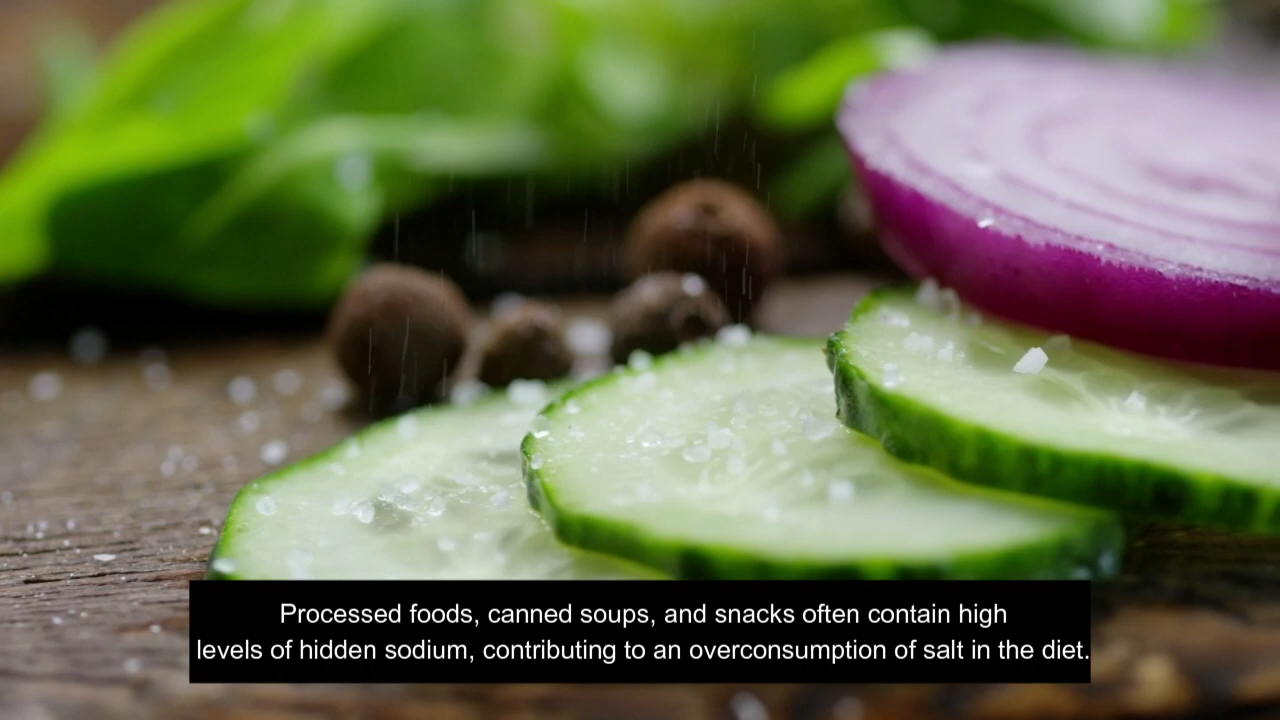 Processed foods, canned soups, and snacks often contain high
levels of hidden sodium, contributing to an overconsumption of salt in the diet.